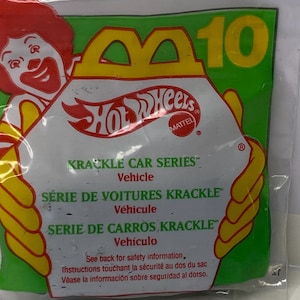 10
Hot Wheels®
MATTEL
®
KRACKLE CAR SERIES™
Vehicle
SÉRIE DE VOITURES KRACKLE™
Véhicule
SERIE DE CARROS KRACKLE™
Vehículo
See back for safety information.
Instructions touchant la sécurité au dos du sac
Véase la información sobre seguridad al dorso.